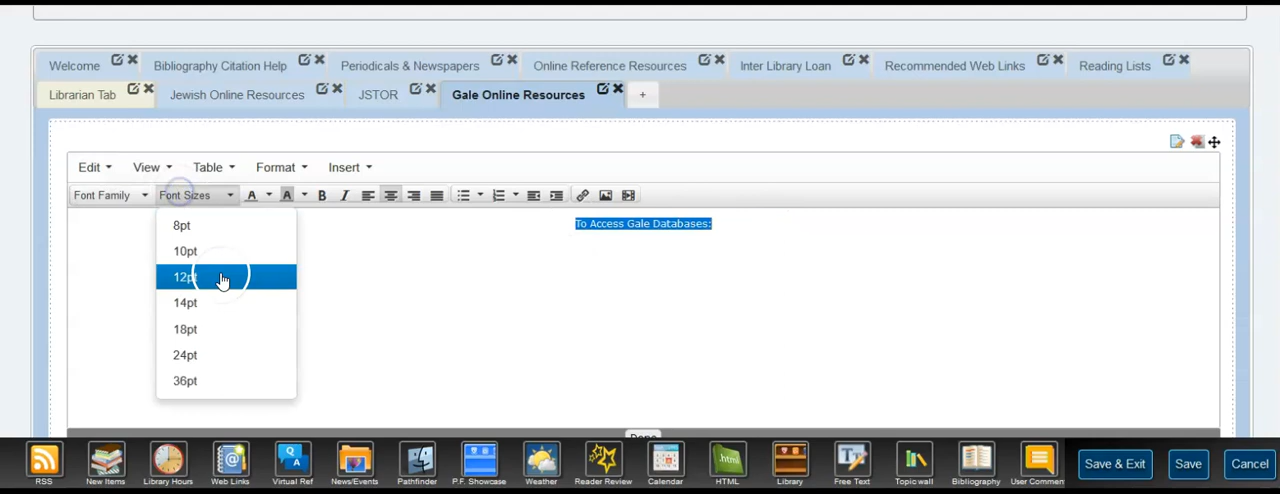 Welcome Bibliography Citation Help Periodicals & Newspapers Online Reference Resources Inter Library Loan Recommended Web Links Reading Lists
Librarian Tab Jewish Online Resources JSTOR Gale Online Resources +
Edit View Table Format Insert
Font Family Font Sizes A A B I
To Access Gale Databases:
8pt
10pt
12pt
14pt
18pt
24pt
36pt
Done
RSS New Items Library Hours Web Links Virtual Ref News/Events Pathfinder P.F. Showcase Weather Reader Review Calendar HTML Library Free Text Topicwall Bibliography User Commen
Save & Exit Save Cancel